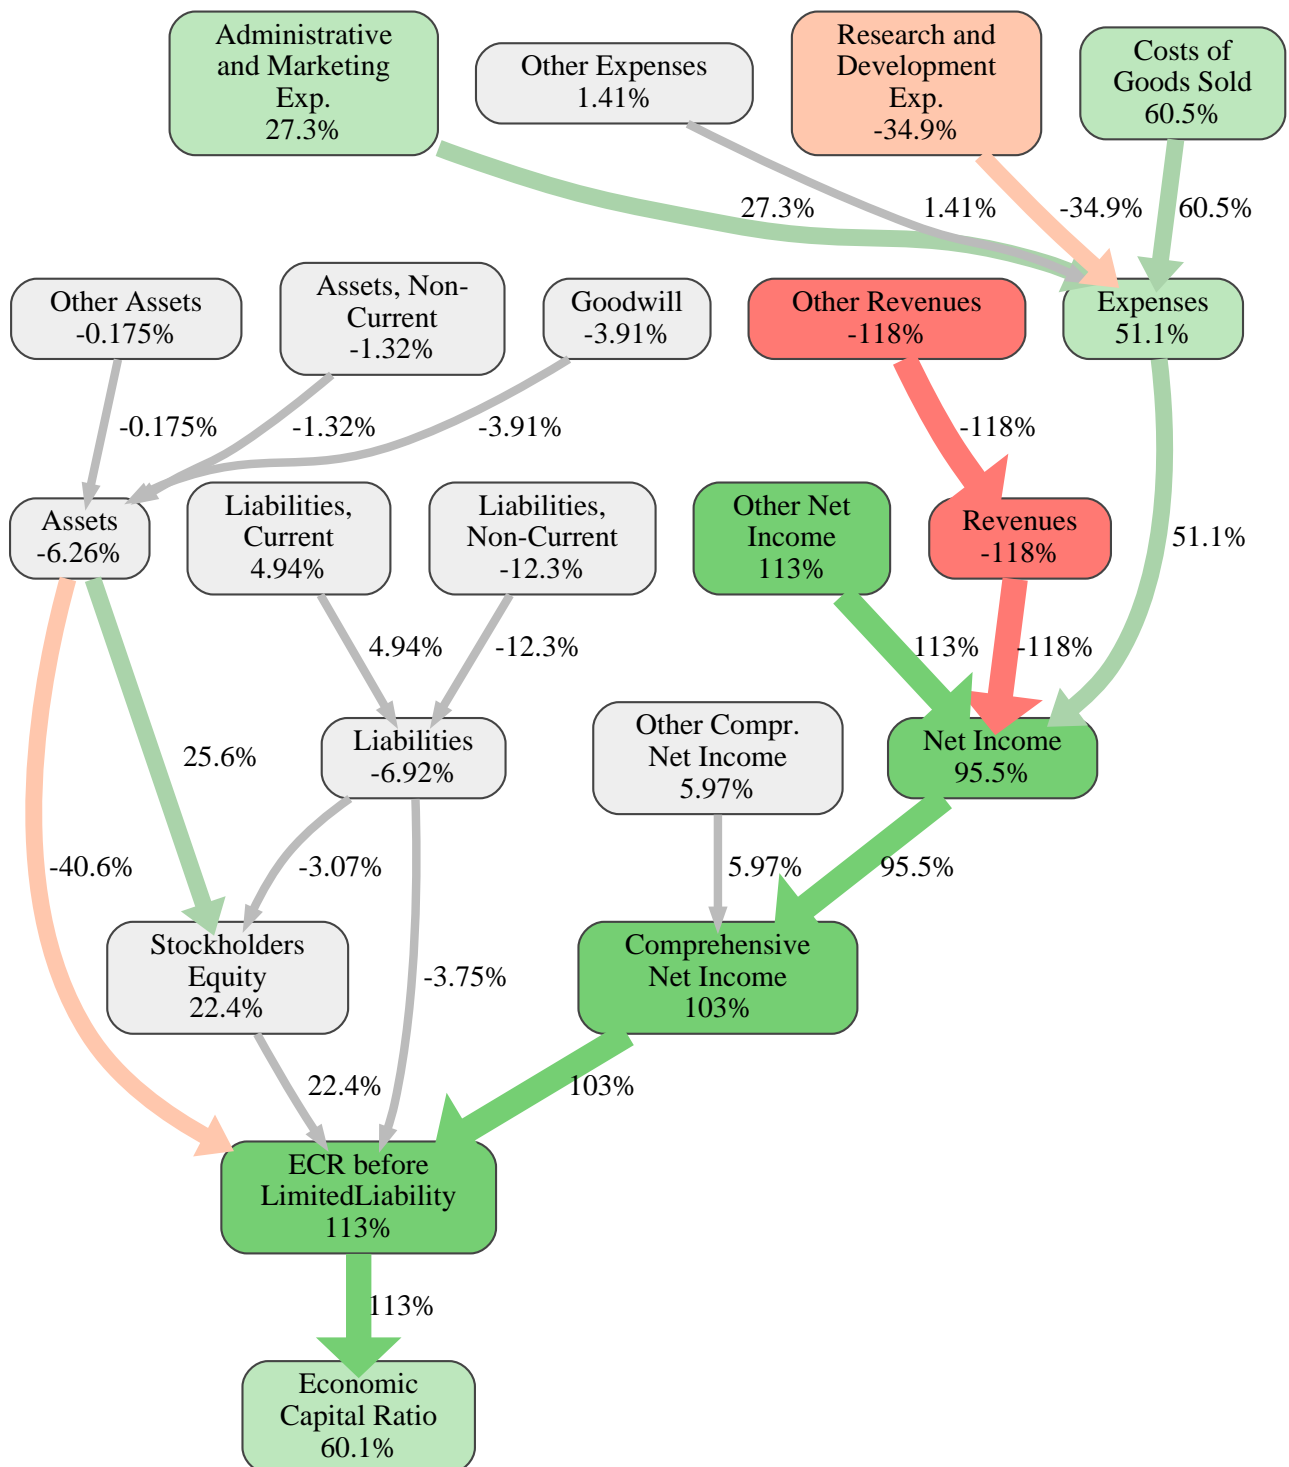 Administrative
and Marketing
Exp.
27.3%
Other Expenses
1.41%
Research and
Development
Exp.
-34.9%
Costs of
Goods Sold
60.5%
27.3%
1.41%
-34.9%
60.5%
Other Assets
-0.175%
Assets, Non-
Current
-1.32%
Goodwill
-3.91%
Other Revenues
-118%
Expenses
51.1%
-0.175%
-1.32%
-3.91%
-118%
Assets
-6.26%
Liabilities,
Current
4.94%
Liabilities,
Non-Current
-12.3%
Other Net
Income
113%
Revenues
-118%
51.1%
4.94%
-12.3%
113%
-118%
25.6%
Liabilities
-6.92%
Other Compr.
Net Income
5.97%
Net Income
95.5%
-40.6%
-3.07%
5.97%
95.5%
Stockholders
Equity
22.4%
-3.75%
Comprehensive
Net Income
103%
22.4%
103%
ECR before
LimitedLiability
113%
113%
Economic
Capital Ratio
60.1%